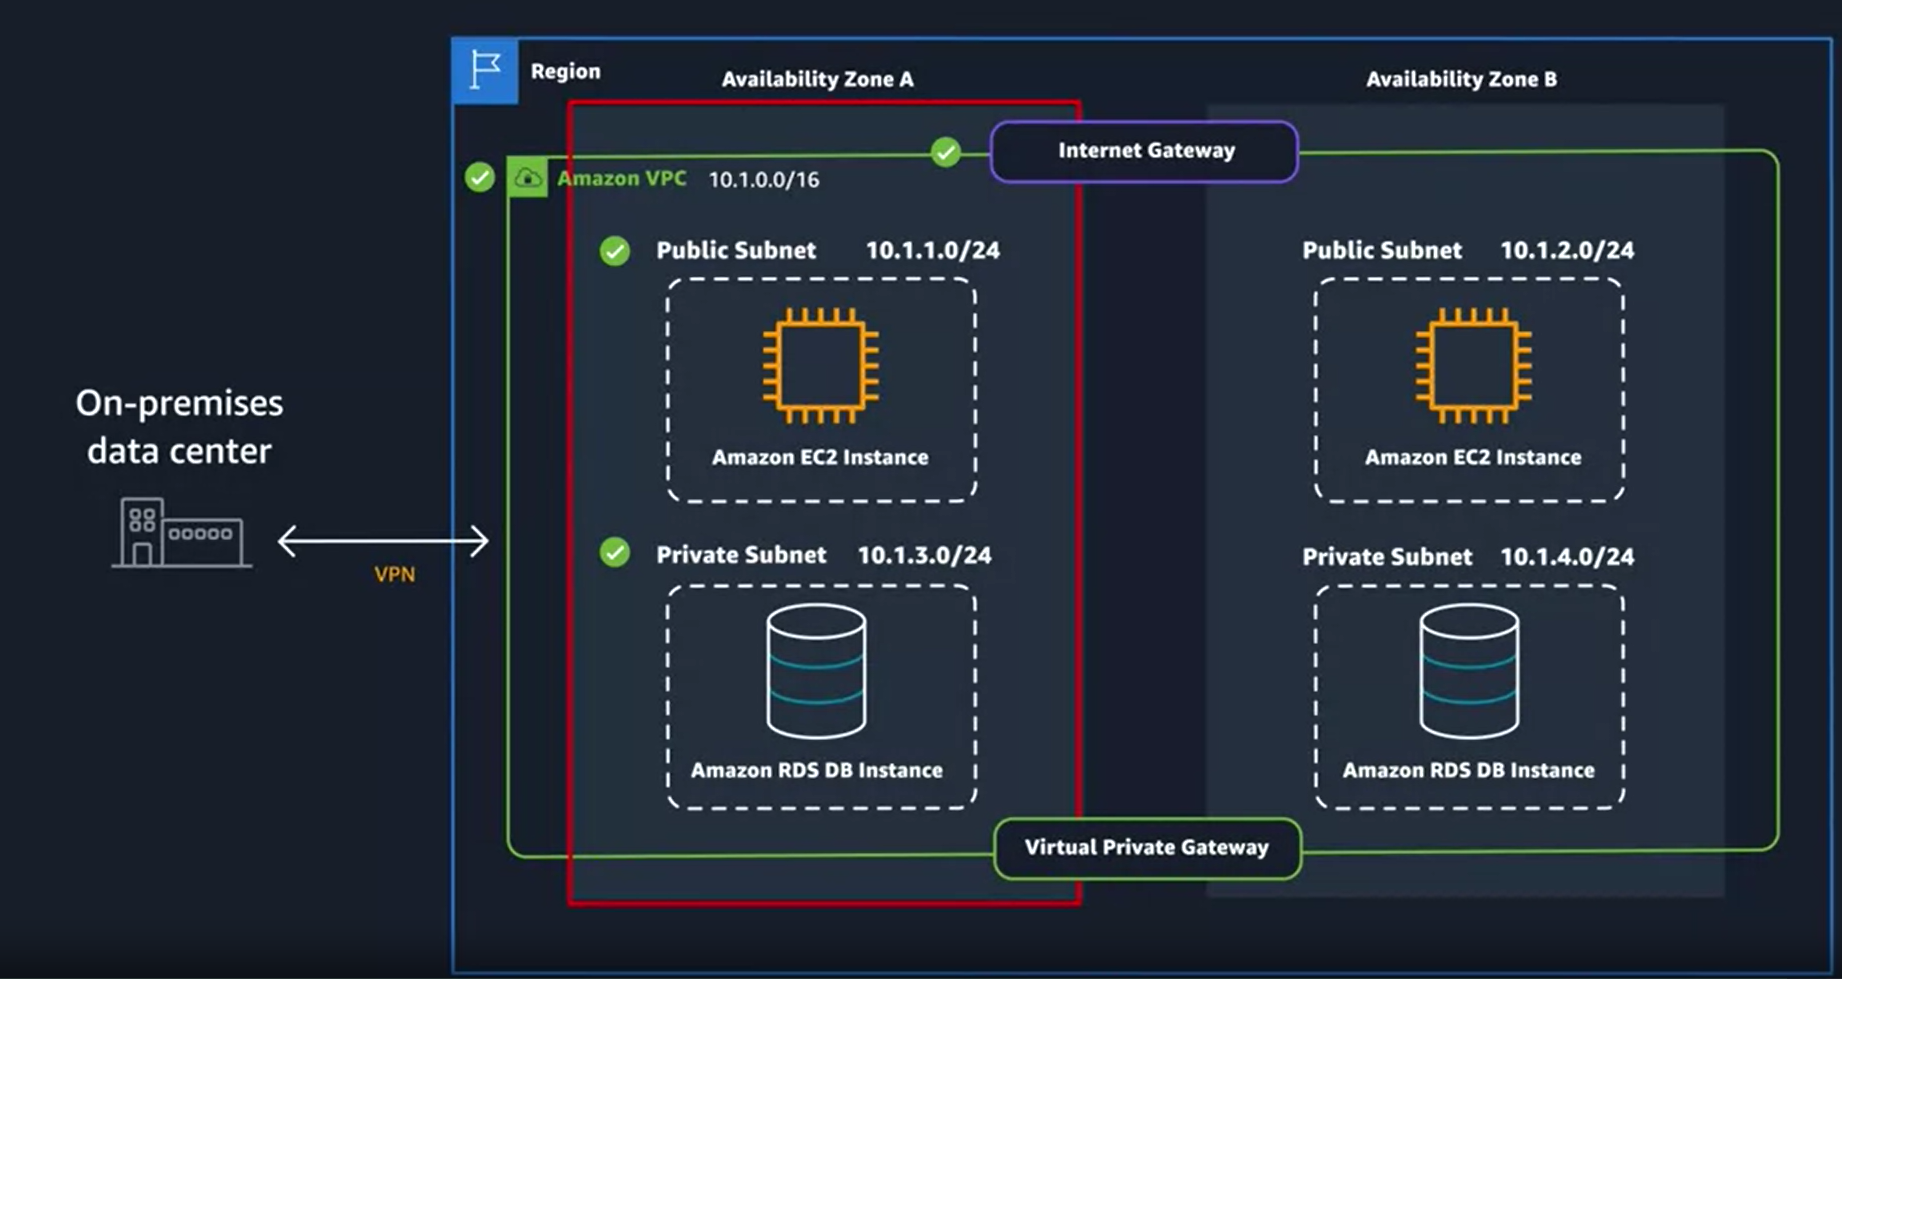 Region
Availability Zone A
Availability Zone B
Internet Gateway
Amazon VPC 10.1.0.0/16
Public Subnet 10.1.1.0/24
Public Subnet 10.1.2.0/24
Amazon EC2 Instance
Amazon EC2 Instance
On-premises
data center
VPN
Private Subnet 10.1.3.0/24
Private Subnet 10.1.4.0/24
Amazon RDS DB Instance
Amazon RDS DB Instance
Virtual Private Gateway